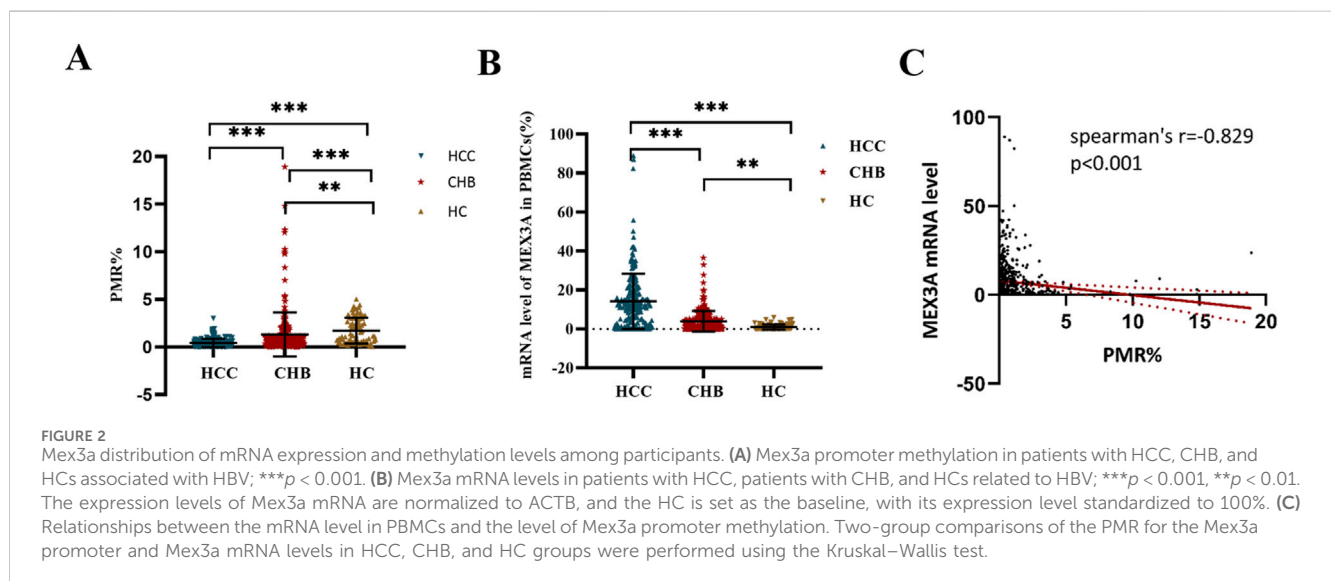 A
***
***
***
**
20
15
10
5
0
-5
PMR%
HCC
CHB
HC
HCC
CHB
HC
B
***
***
**
100
80
60
40
20
0
-20
mRNA level of MEX3A in PBMCs(%)
HCC
CHB
HC
HCC
CHB
HC
C
spearman's r=-0.829
p<0.001
100
50
0
-50
MEX3A mRNA level
5
10
15
20
PMR%
FIGURE 2
Mex3a distribution of mRNA expression and methylation levels among participants. (A) Mex3a promoter methylation in patients with HCC, CHB, and
HCs associated with HBV; ***p < 0.001. (B) Mex3a mRNA levels in patients with HCC, patients with CHB, and HCs related to HBV; ***p < 0.001, **p < 0.01.
The expression levels of Mex3a mRNA are normalized to ACTB, and the HC is set as the baseline, with its expression level standardized to 100%. (C)
Relationships between the mRNA level in PBMCs and the level of Mex3a promoter methylation. Two-group comparisons of the PMR for the Mex3a
promoter and Mex3a mRNA levels in HCC, CHB, and HC groups were performed using the Kruskal–Wallis test.